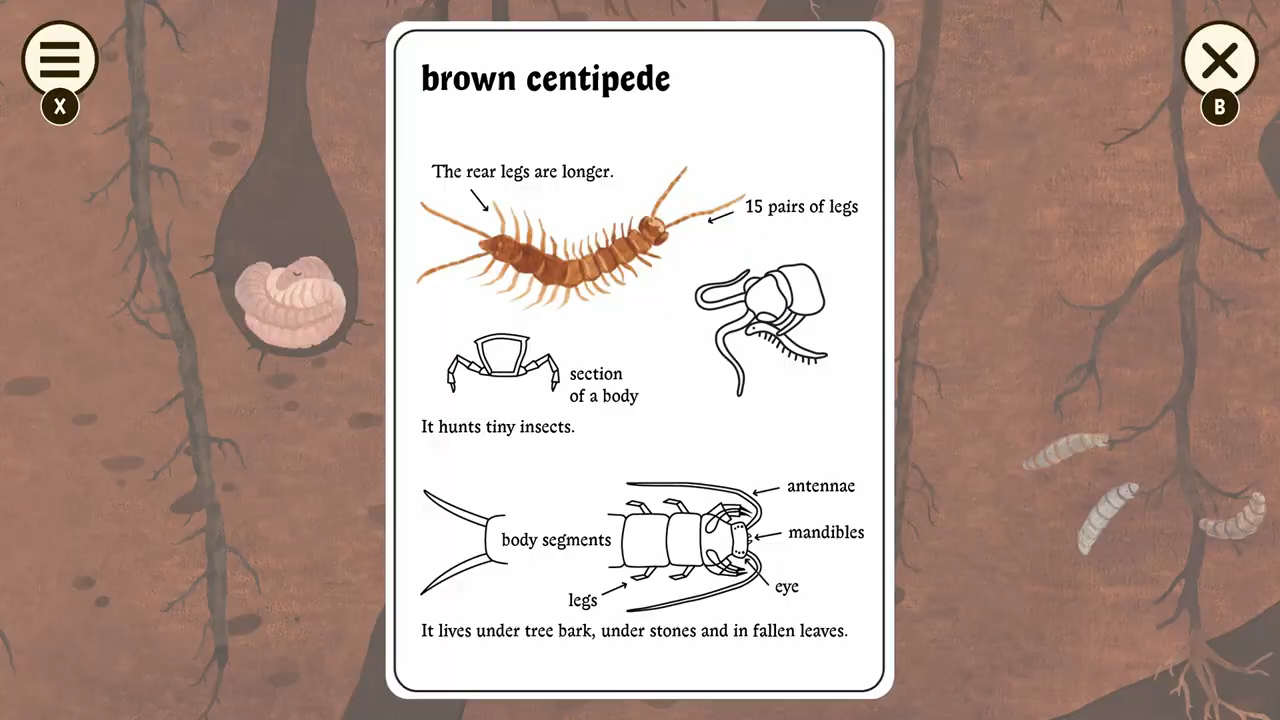 brown centipede
The rear legs are longer.
15 pairs of legs
section
of a body
It hunts tiny insects.
antennae
mandibles
body segments
eye
legs
It lives under tree bark, under stones and in fallen leaves.
X
B